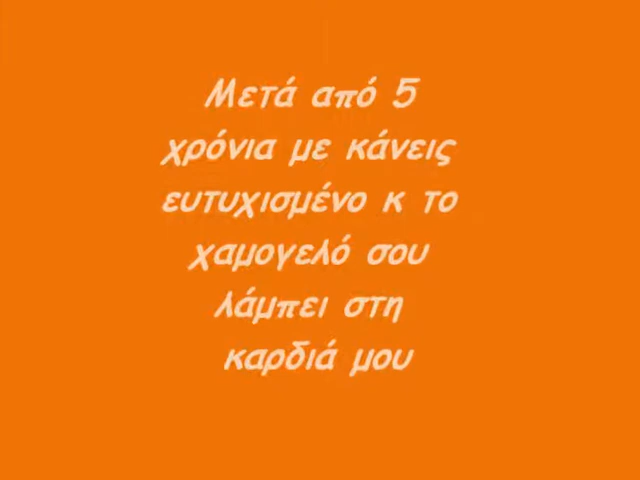 Μετά από 5
χρόνια με κάνεις
ευτυχισμένο κ το
χαμογελό σου
λάμπει στη
καρδιά μου